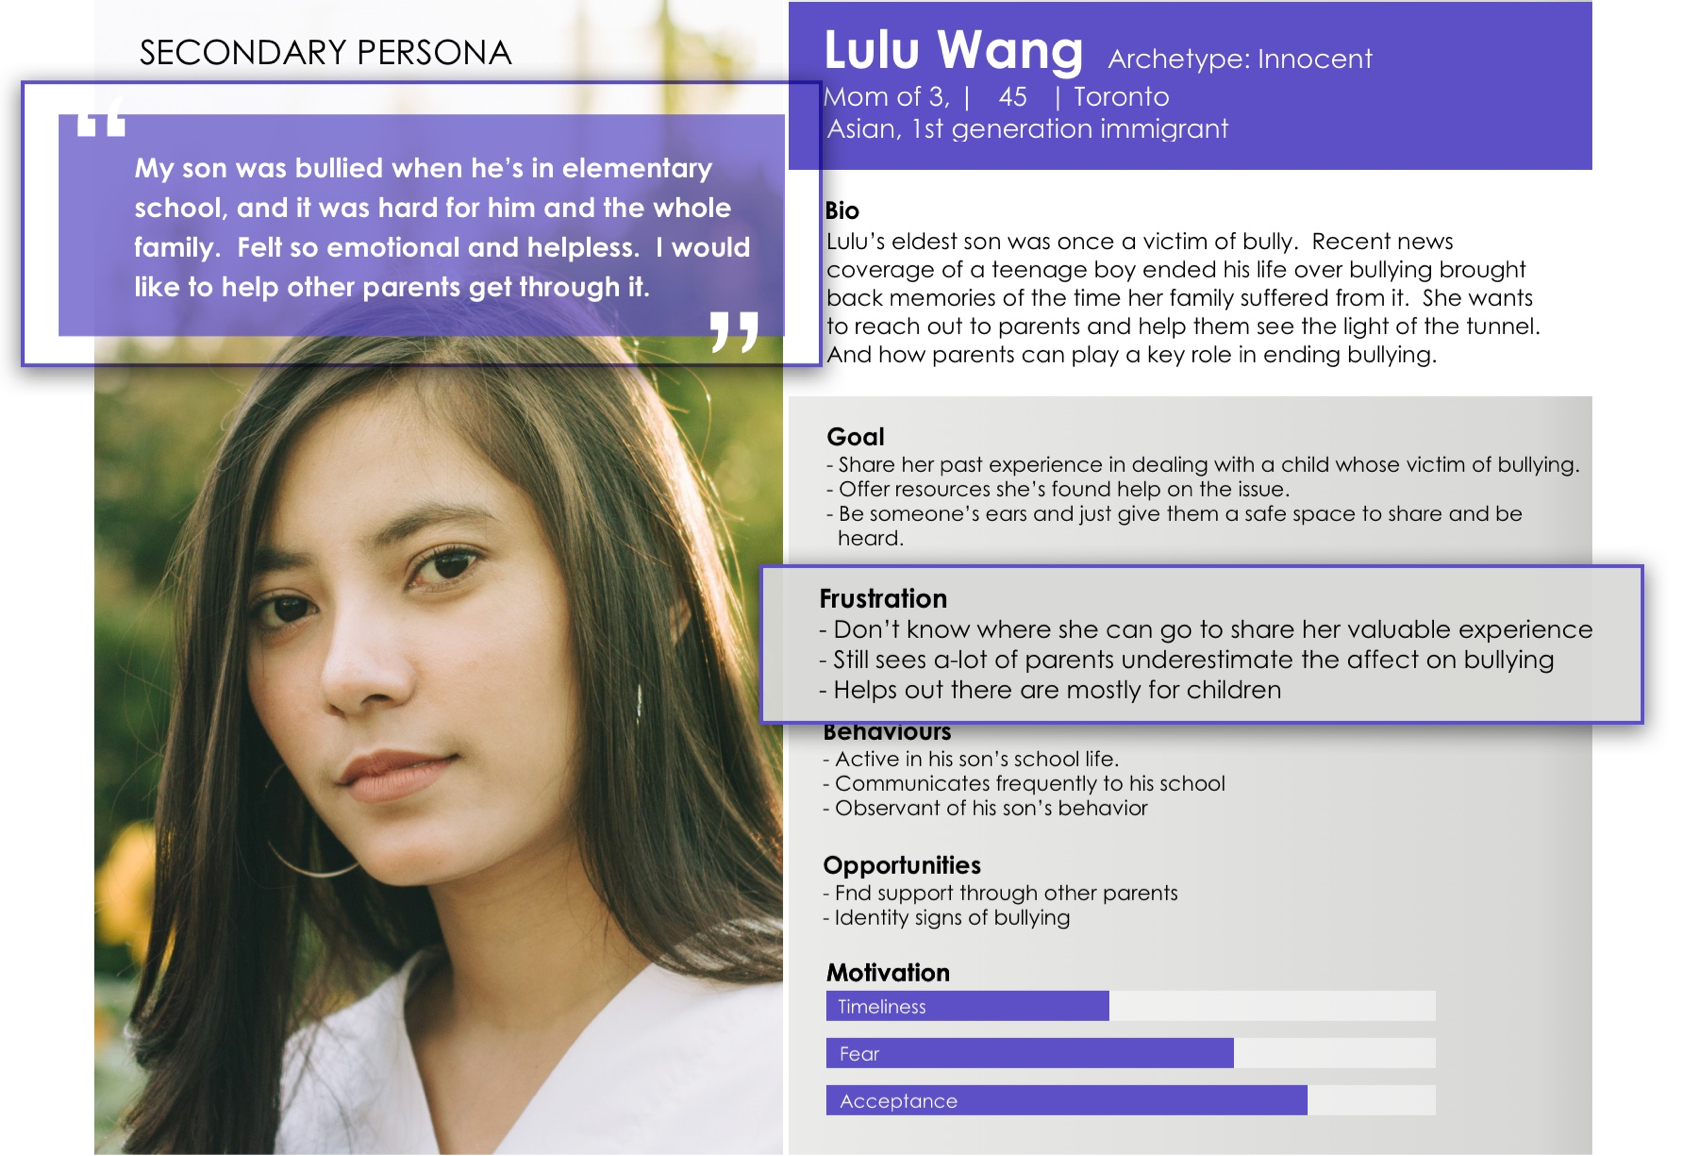 SECONDARY PERSONA
“
My son was bullied when he’s in elementary
school, and it was hard for him and the whole
family.  Felt so emotional and helpless.  I would
like to help other parents get through it.
”
Lulu Wang Archetype: Innocent
Mom of 3, | 45 | Toronto
Asian, 1st generation immigrant
Bio
Lulu’s eldest son was once a victim of bully.  Recent news
coverage of a teenage boy ended his life over bullying brought
back memories of the time her family suffered from it.  She wants
to reach out to parents and help them see the light of the tunnel.
And how parents can play a key role in ending bullying.
Goal
- Share her past experience in dealing with a child whose victim of bullying.
- Offer resources she’s found help on the issue.
- Be someone’s ears and just give them a safe space to share and be
heard.
Frustration
- Don’t know where she can go to share her valuable experience
- Still sees a-lot of parents underestimate the affect on bullying
- Helps out there are mostly for children
Behaviours
- Active in his son’s school life.
- Communicates frequently to his school
- Observant of his son’s behavior
Opportunities
- Fnd support through other parents
- Identity signs of bullying
Motivation
Timeliness
Fear
Acceptance